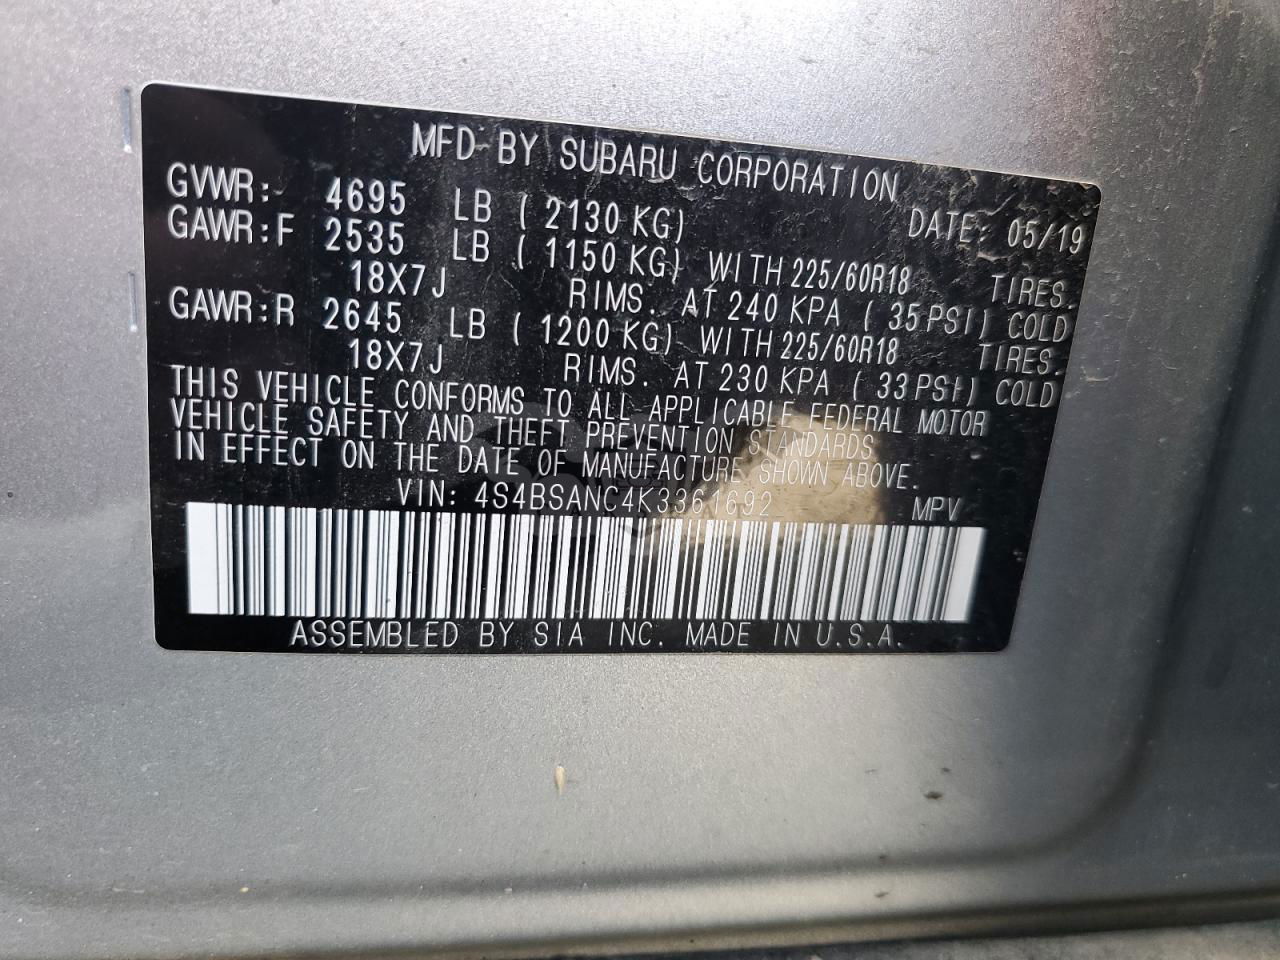 MFD BY SUBARU CORPORATION
DATE: 05/19
GVWR: 4695 LB ( 2130 KG)
GAWR:F 2535 LB ( 1150 KG) WITH 225/60R18 TIRES.
18X7J RIMS. AT 240 KPA ( 35 PSI) COLD
GAWR:R 2645 LB ( 1200 KG) WITH 225/60R18 TIRES.
18X7J RIMS. AT 230 KPA ( 33 PSI) COLD
THIS VEHICLE CONFORMS TO ALL APPLICABLE FEDERAL MOTOR
VEHICLE SAFETY AND THEFT PREVENTION STANDARDS
IN EFFECT ON THE DATE OF MANUFACTURE SHOWN ABOVE.
VIN: 4S4BSANC4K3361692 MPV
ASSEMBLED BY SIA INC. MADE IN U.S.A.